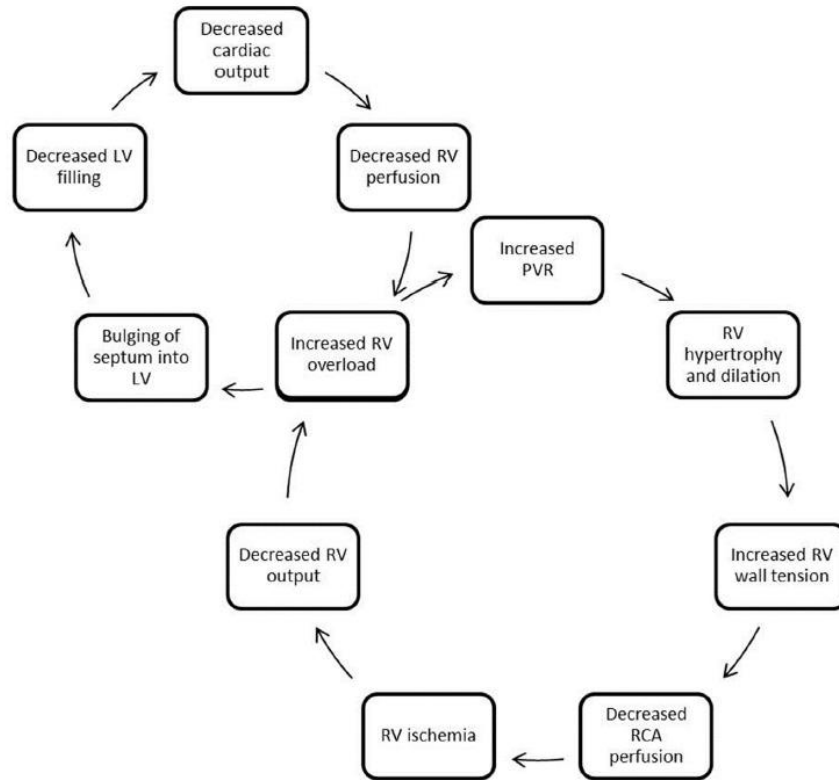 Decreased
cardiac
output
Decreased LV
filling
Decreased RV
perfusion
Increased
PVR
Bulging of
septum into
LV
Increased RV
overload
RV
hypertrophy
and dilation
Decreased RV
output
Increased RV
wall tension
RV ischemia
Decreased
RCA
perfusion